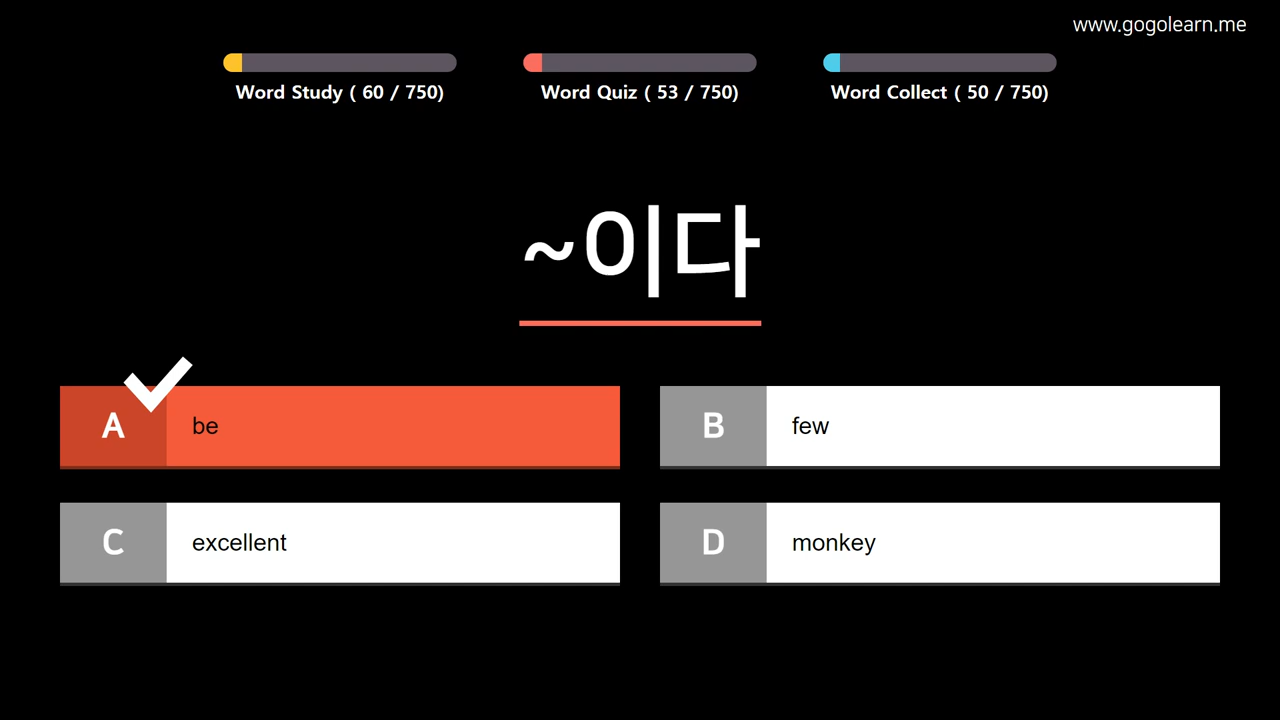 www.gogolearn.me
Word Study ( 60 / 750)
Word Quiz ( 53 / 750)
Word Collect ( 50 / 750)
~이다
A be
B few
C excellent
D monkey